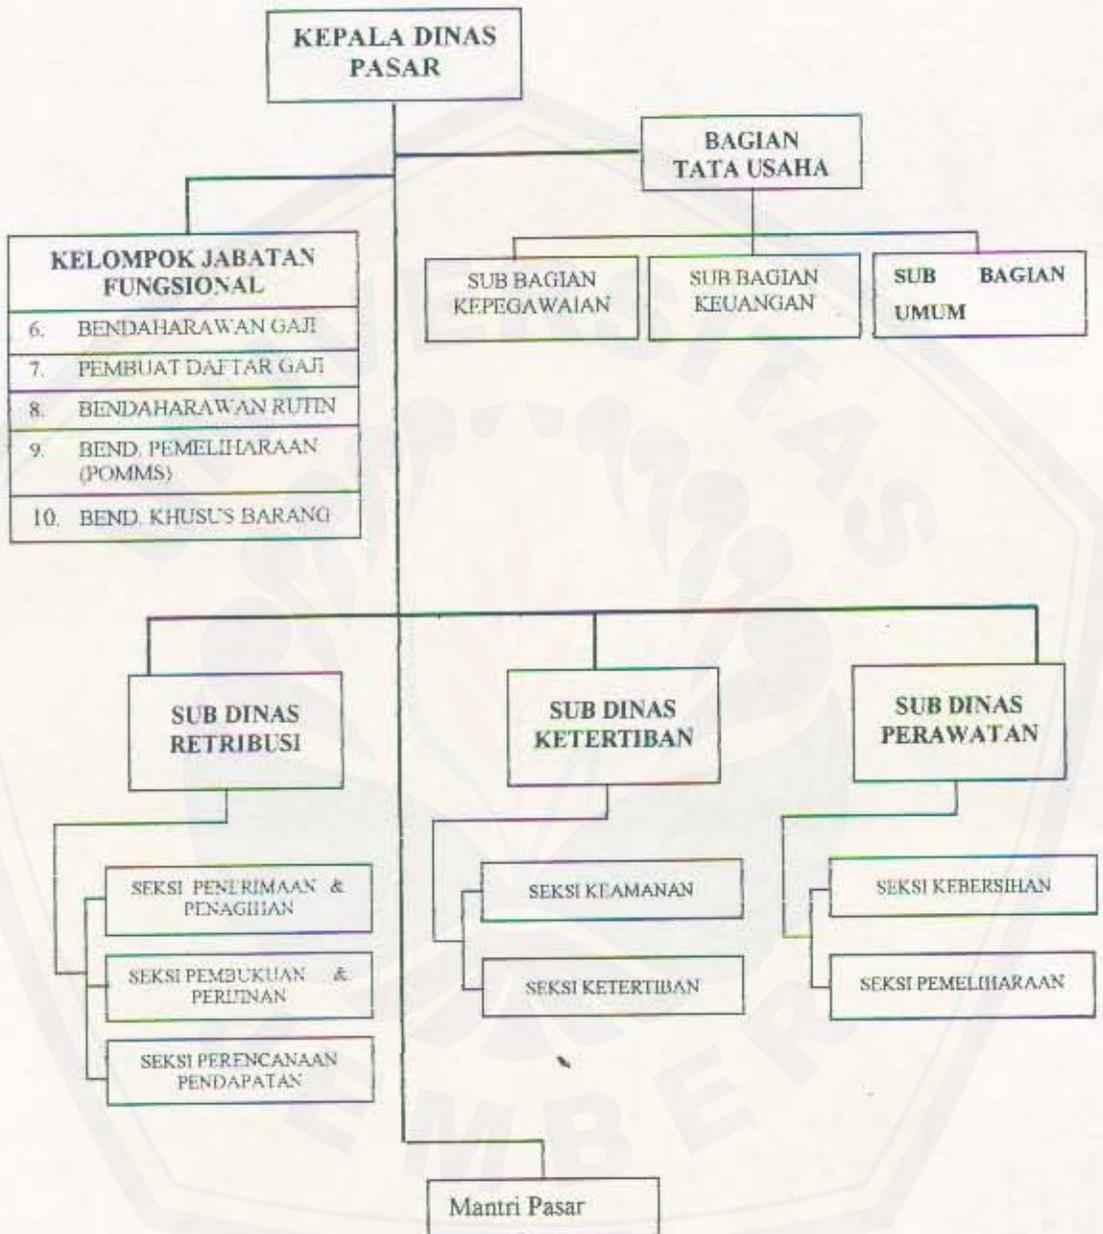 KEPALA DINAS
PASAR
BAGIAN
TATA USAHA
KELOMPOK JABATAN
FUNGSIONAL
6. BENDAHARAWAN GAJI
7. PEMBUAT DAFTAR GAJI
8. BENDAHARAWAN RUTIN
9. BEND. PEMELIHARAAN
(POMMS)
10. BEND. KHUSUS BARANG
SUB BAGIAN
KEPEGAWAIAN
SUB BAGIAN
KEUANGAN
SUB BAGIAN
UMUM
SUB DINAS
RETRIBUSI
SUB DINAS
KETERTIBAN
SUB DINAS
PERAWATAN
SEKSI PENERIMAAN &
PENAGIHAN
SEKSI PEMBUKUAN &
PERIJINAN
SEKSI PERENCANAAN
PENDAPATAN
SEKSI KEAMANAN
SEKSI KETERTIBAN
SEKSI KEBERSIHAN
SEKSI PEMELIHARAAN
Mantri Pasar
UNIVERSITAS
JEMBER